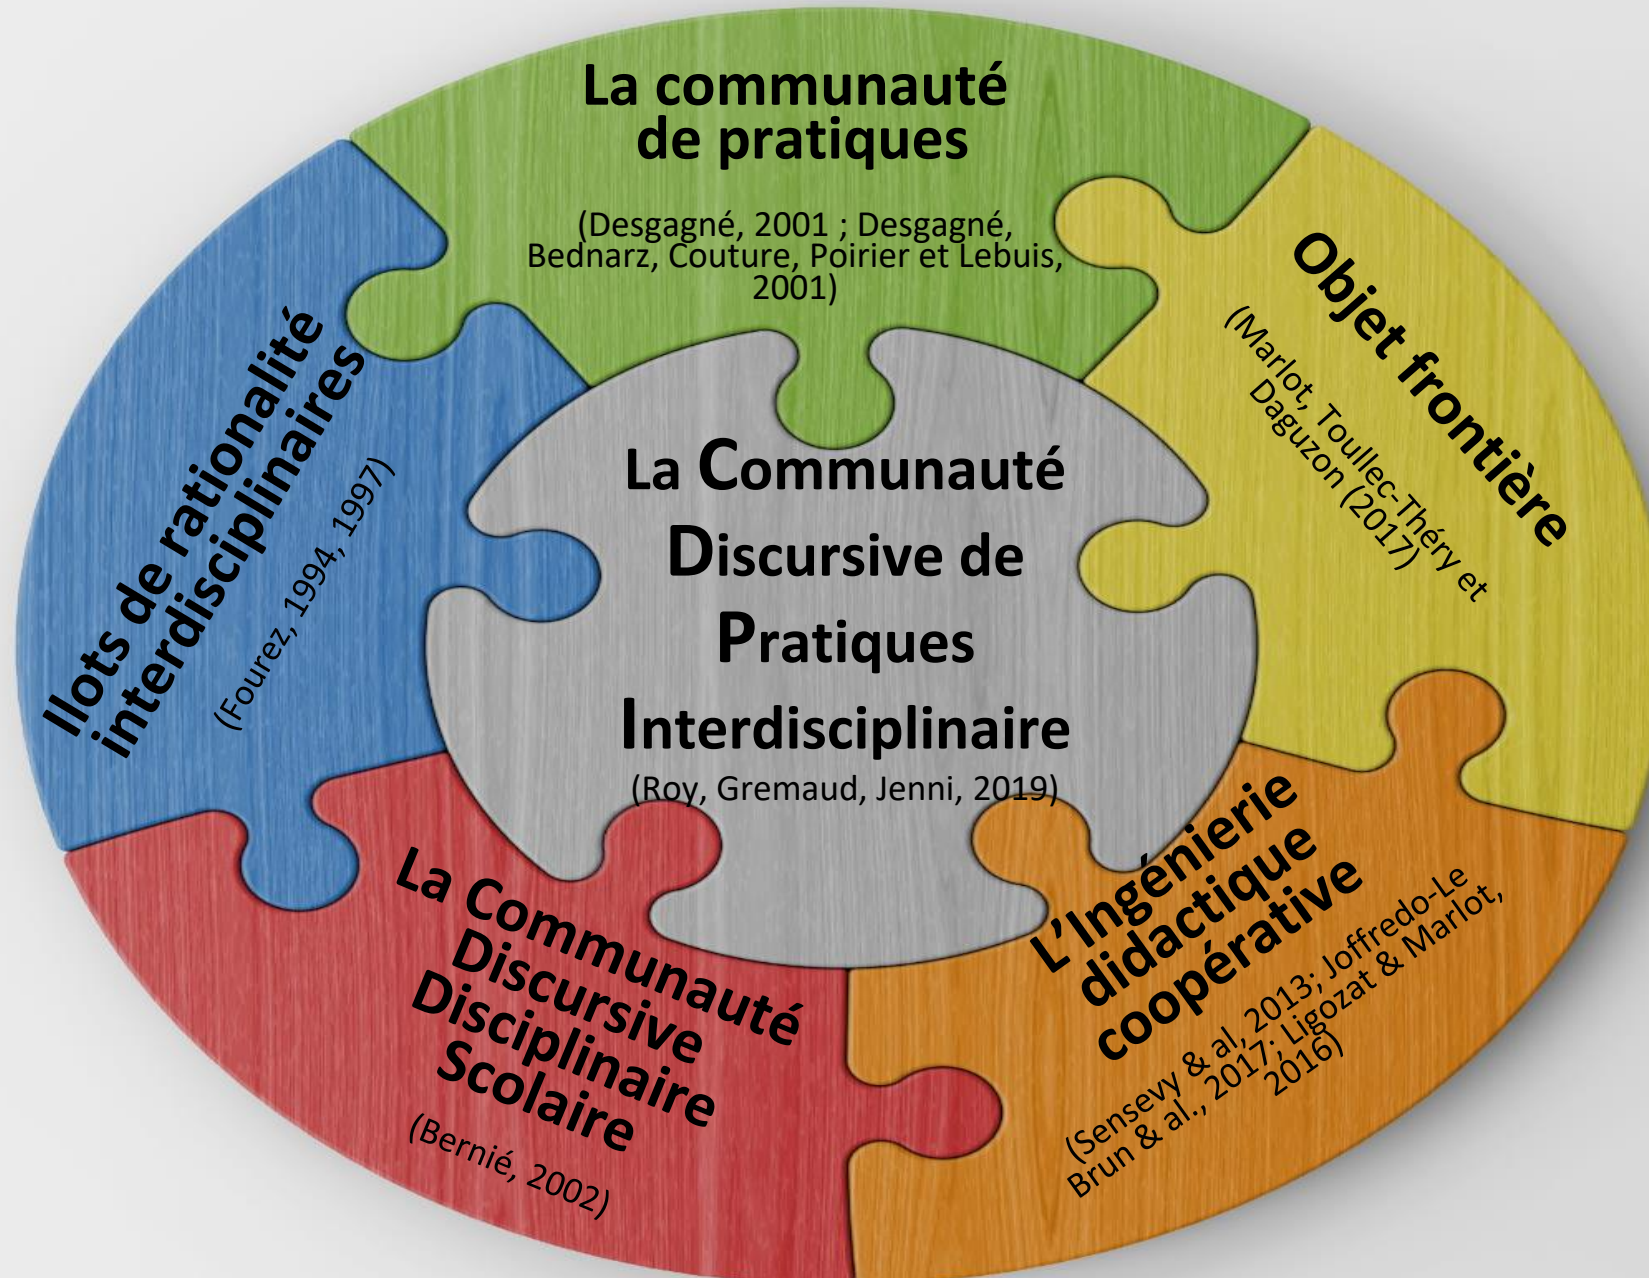 La communauté
de pratiques
(Desgagné, 2001 ; Desgagné,
Bednarz, Couture, Poirier et Lebuis,
2001)
Objet frontière
(Marlot, Toullec-Théry et
Daguzon (2017)
Ilots de rationalité
interdisciplinaires
(Fourez, 1994, 1997)
La Communauté
Discursive de
Pratiques
Interdisciplinaire
(Roy, Gremaud, Jenni, 2019)
La Communauté
Discursive
Disciplinaire
Scolaire
(Bernié, 2002)
L’Ingénierie
didactique
coopérative
(Sensevy & al, 2013; Joffredo-Le
Brun & al., 2017; Ligozat & Marlot,
2016)